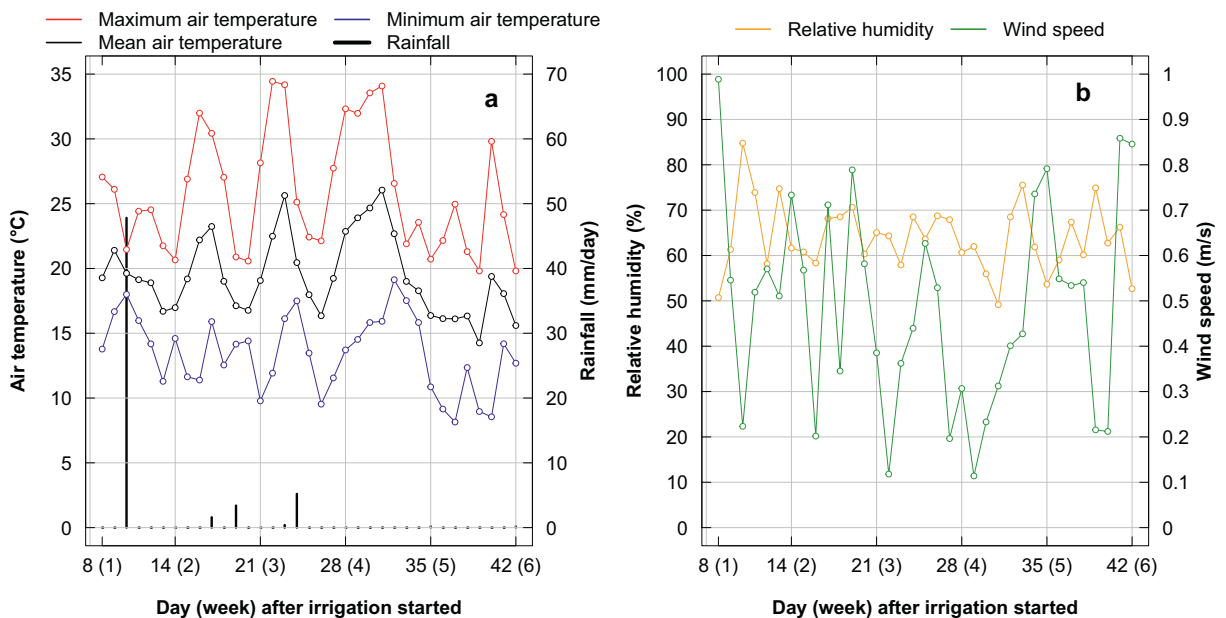 Maximum air temperature
Minimum air temperature
Mean air temperature
Rainfall
a
35
30
25
20
15
10
5
0
Air temperature (°C)
70
60
50
40
30
20
10
0
Rainfall (mm/day)
8 (1) 14 (2) 21 (3) 28 (4) 35 (5) 42 (6)
Day (week) after irrigation started
Relative humidity
Wind speed
b
100
90
80
70
60
50
40
30
20
10
0
Relative humidity (%)
1
0.9
0.8
0.7
0.6
0.5
0.4
0.3
0.2
0.1
0
Wind speed (m/s)
8 (1) 14 (2) 21 (3) 28 (4) 35 (5) 42 (6)
Day (week) after irrigation started